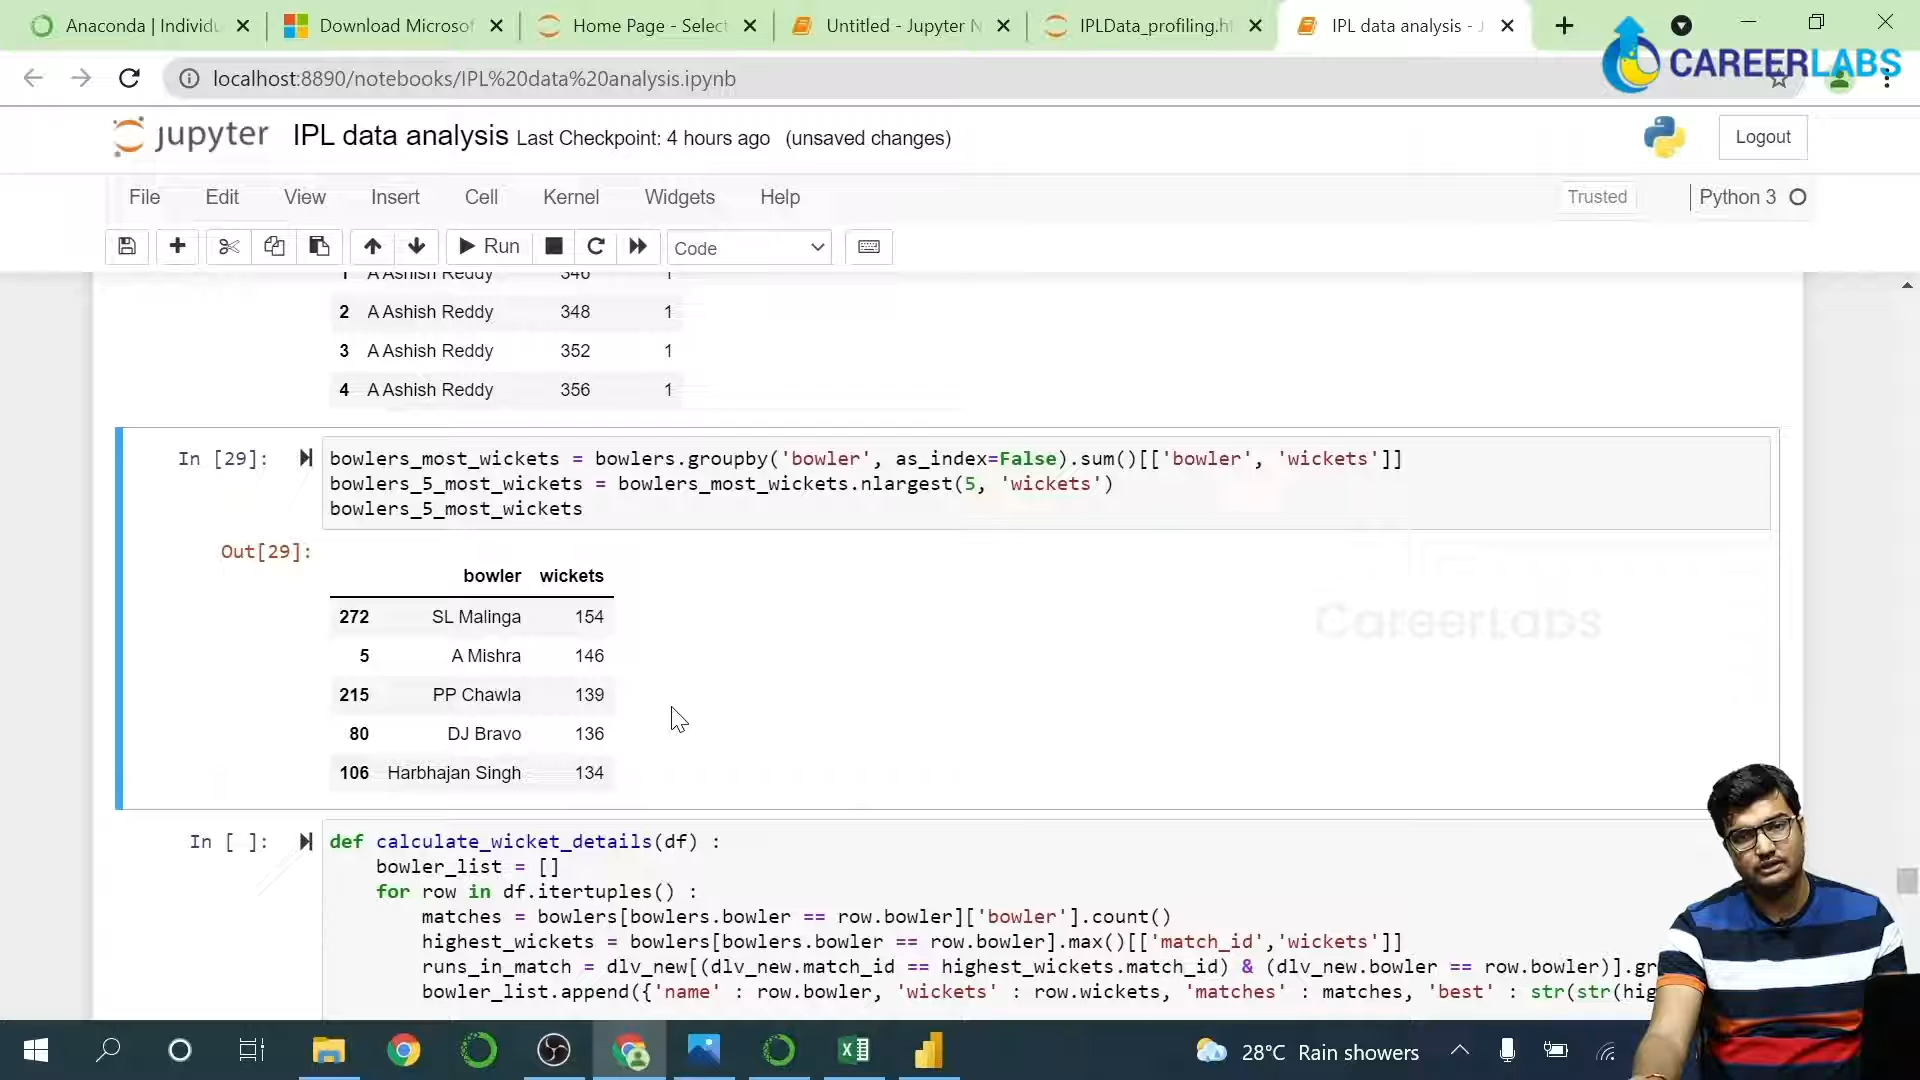 Anaconda | Individu
Download Microsof
Home Page - Select
Untitled - Jupyter N
IPLData_profiling.ht
IPL data analysis - J
CAREERLABS
localhost:8890/notebooks/IPL%20data%20analysis.ipynb
jupyter IPL data analysis Last Checkpoint: 4 hours ago (unsaved changes)
Logout
File Edit View Insert Cell Kernel Widgets Help
Trusted
Python 3
Run
Code
1 A Ashish Reddy 346 1
2 A Ashish Reddy 348 1
3 A Ashish Reddy 352 1
4 A Ashish Reddy 356 1
In [29]:
bowlers_most_wickets = bowlers.groupby('bowler', as_index=False).sum()[['bowler', 'wickets']]
bowlers_5_most_wickets = bowlers_most_wickets.nlargest(5, 'wickets')
bowlers_5_most_wickets
Out[29]:
bowler wickets
272 SL Malinga 154
5 A Mishra 146
215 PP Chawla 139
80 DJ Bravo 136
106 Harbhajan Singh 134
CareerLabs
In [ ]:
def calculate_wicket_details(df) :
bowler_list = []
for row in df.itertuples() :
matches = bowlers[bowlers.bowler == row.bowler]['bowler'].count()
highest_wickets = bowlers[bowlers.bowler == row.bowler].max()[['match_id','wickets']]
runs_in_match = dlv_new[(dlv_new.match_id == highest_wickets.match_id) & (dlv_new.bowler == row.bowler)].gr
bowler_list.append({'name' : row.bowler, 'wickets' : row.wickets, 'matches' : matches, 'best' : str(str(hig
28°C Rain showers